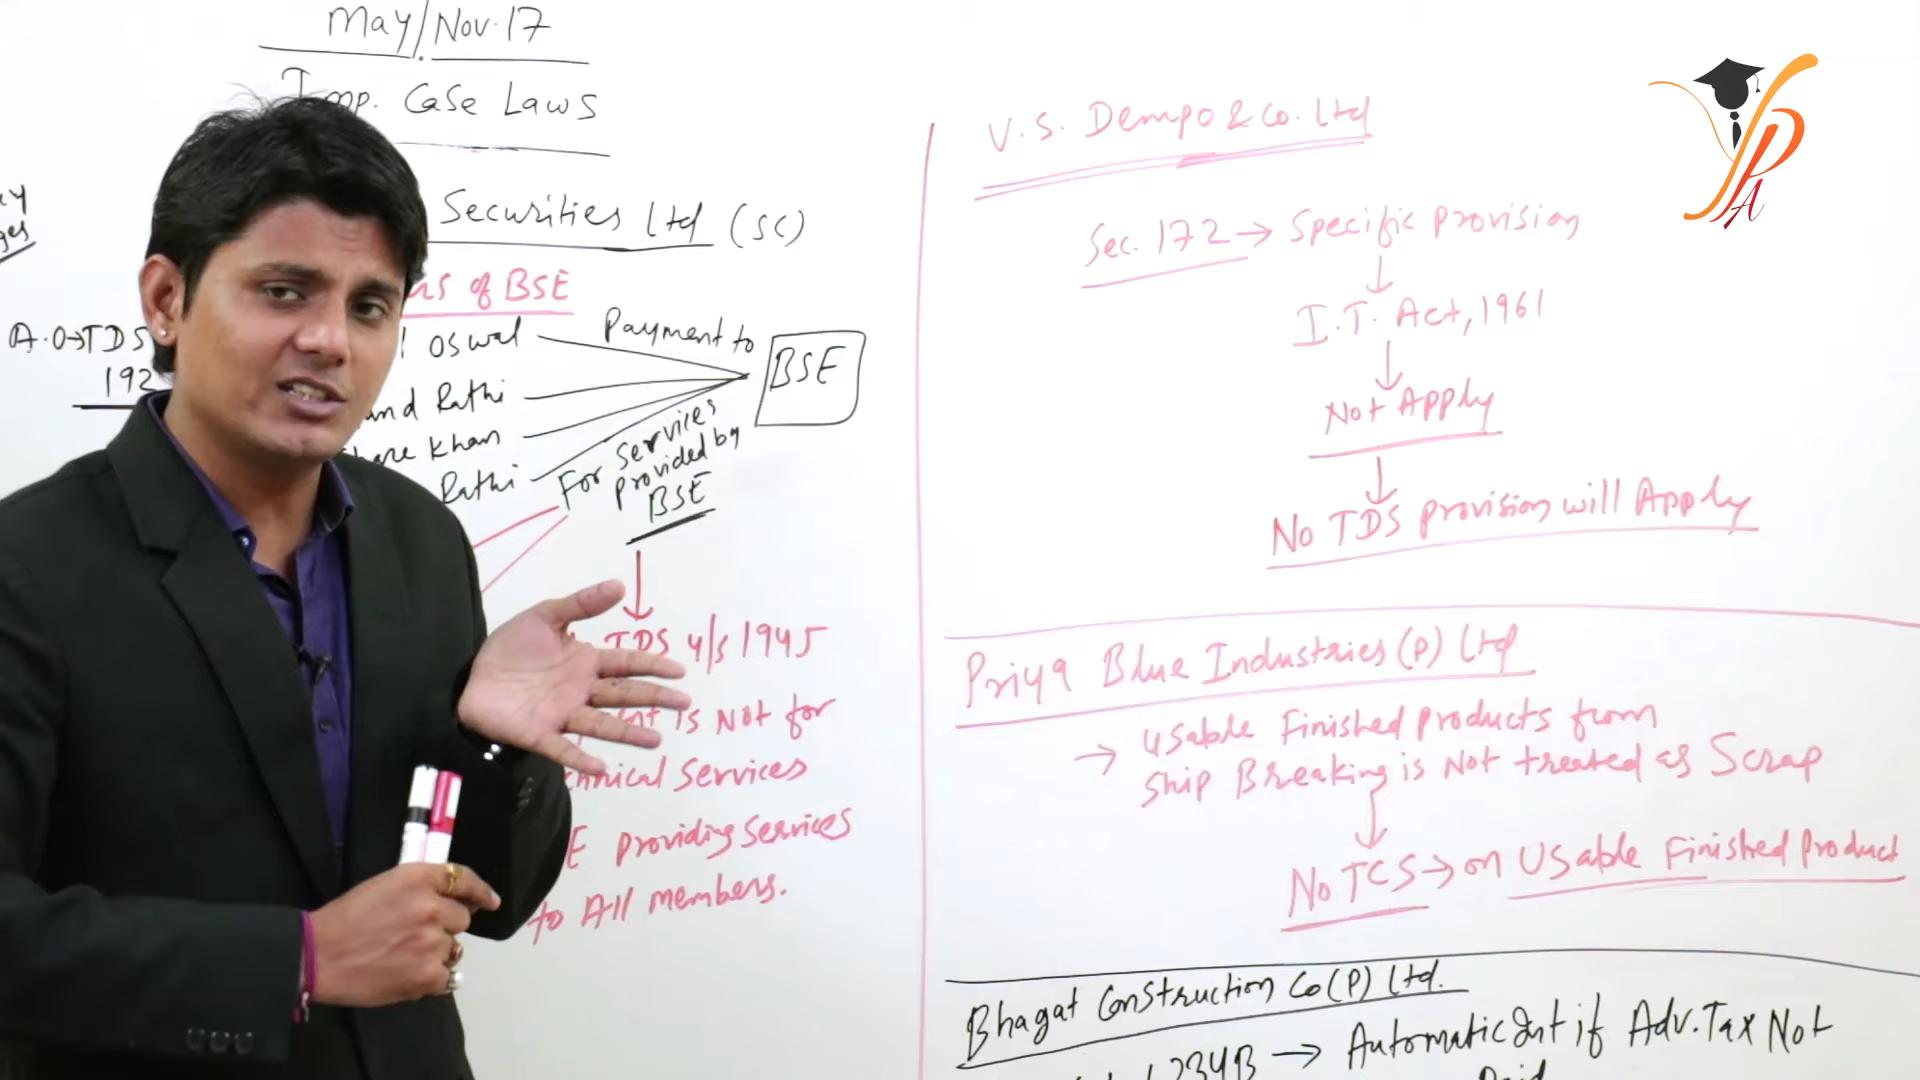 May/Nov. 17
Imp. Case Laws
Securities Ltd (SC)
of BSE
A.O→TDS
192
Oswal
Payment to
BSE
Rathi
Khan
Rathi
For services
provided by
BSE
TDS u/s 194J
is Not for
Services
Providing Services
to All members.
V.S. Dempo & Co. Ltd
Sec. 172 → Specific Provision
I.T. Act, 1961
Not Apply
No TDS provision will Apply
Priya Blue Industries (P) Ltd
→ Usable Finished Products from
Ship Breaking is Not treated as Scrap
No TCS → on Usable Finished Product
Bhagat Construction Co (P) Ltd.
234B → Automatic Int if Adv. Tax Not
VPA